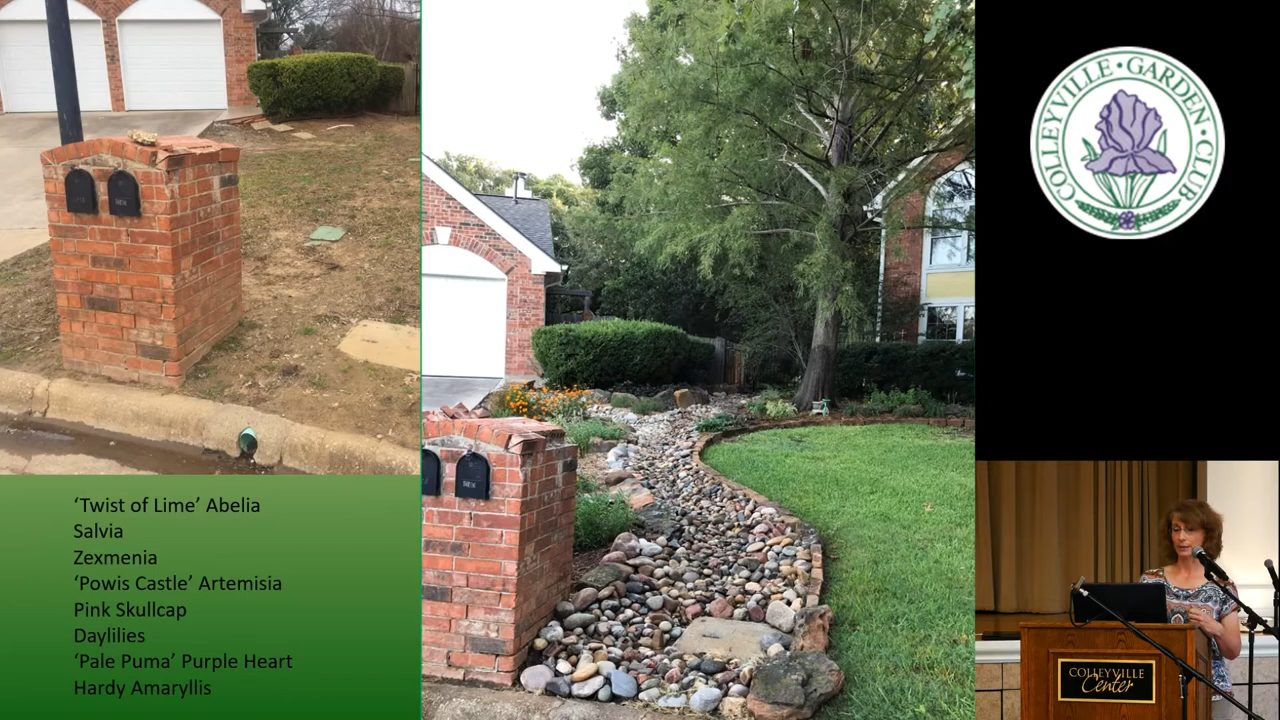 ‘Twist of Lime’ Abelia
Salvia
Zexmenia
‘Powis Castle’ Artemisia
Pink Skullcap
Daylilies
‘Pale Puma’ Purple Heart
Hardy Amaryllis
COLLEYVILLE • GARDEN • CLUB
COLLEYVILLE
Center